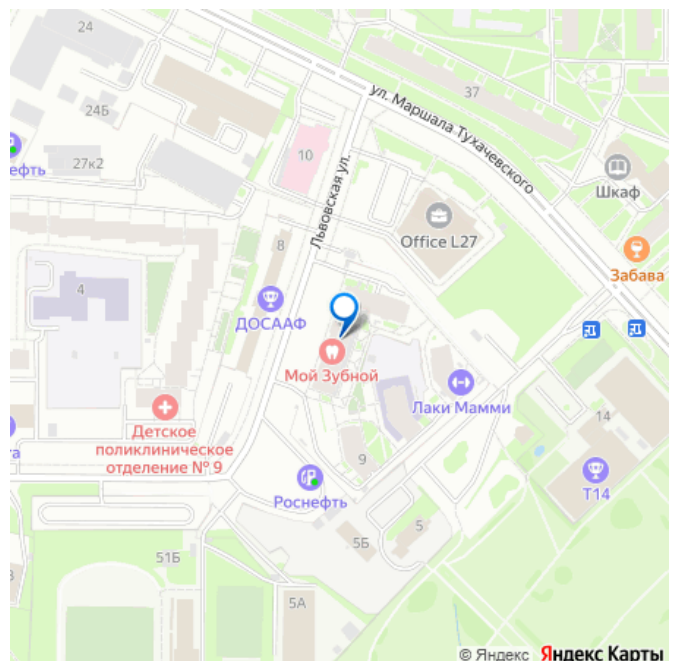 24
37
ул. Маршала Тухачевского
24Б
10
27к2
ефть
Шкаф
Львовская ул.
Office L27
8
Забава
4
ДОСААФ
Мой Зубной
Лаки Мамми
14
Детское
поликлиническое
отделение № 9
та
9
Т14
Роснефть
5
5Б
51Б
5А
© Яндекс Яндекс Карты